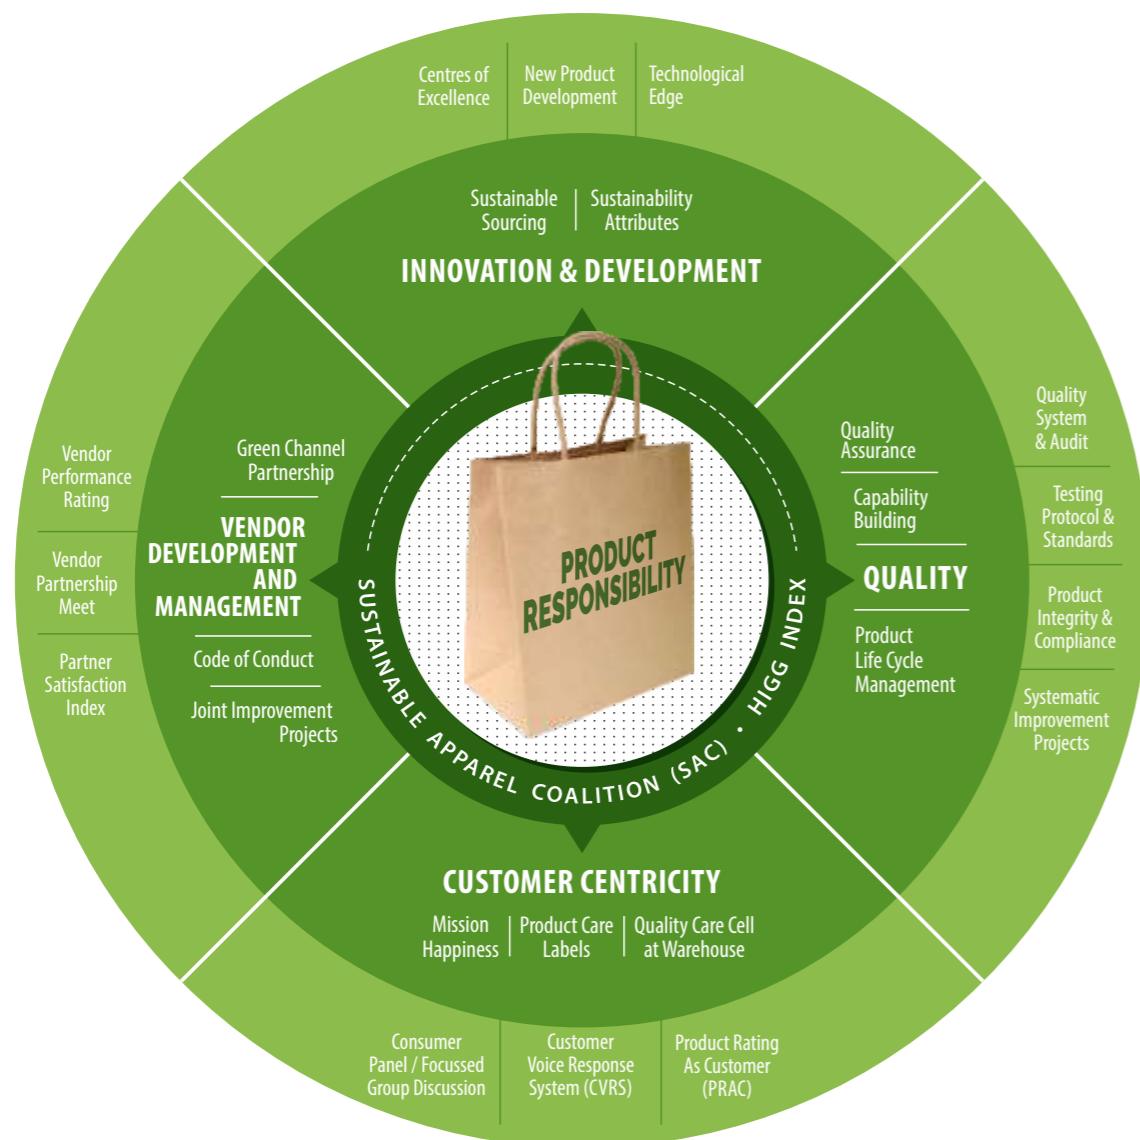 Centres of
Excellence
New Product
Development
Technological
Edge
Sustainable
Sourcing
Sustainability
Attributes
INNOVATION & DEVELOPMENT
Vendor
Performance
Rating
Vendor
Partnership
Meet
Partner
Satisfaction
Index
Green Channel
Partnership
VENDOR
DEVELOPMENT
AND
MANAGEMENT
Code of Conduct
Joint Improvement
Projects
PRODUCT
RESPONSIBILITY
SUSTAINABLE APPAREL COALITION (SAC) • HIGG INDEX
Quality
Assurance
Capability
Building
QUALITY
Product
Life Cycle
Management
Quality
System
& Audit
Testing
Protocol &
Standards
Product
Integrity &
Compliance
Systematic
Improvement
Projects
CUSTOMER CENTRICITY
Mission
Happiness
Product Care
Labels
Quality Care Cell
at Warehouse
Consumer
Panel / Focussed
Group Discussion
Customer
Voice Response
System (CVRS)
Product Rating
As Customer
(PRAC)